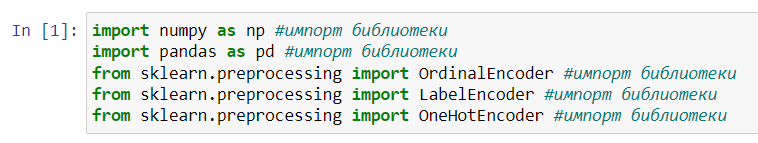 In [1]: import numpy as np #импорт библиотеки
import pandas as pd #импорт библиотеки
from sklearn.preprocessing import OrdinalEncoder #импорт библиотеки
from sklearn.preprocessing import LabelEncoder #импорт библиотеки
from sklearn.preprocessing import OneHotEncoder #импорт библиотеки